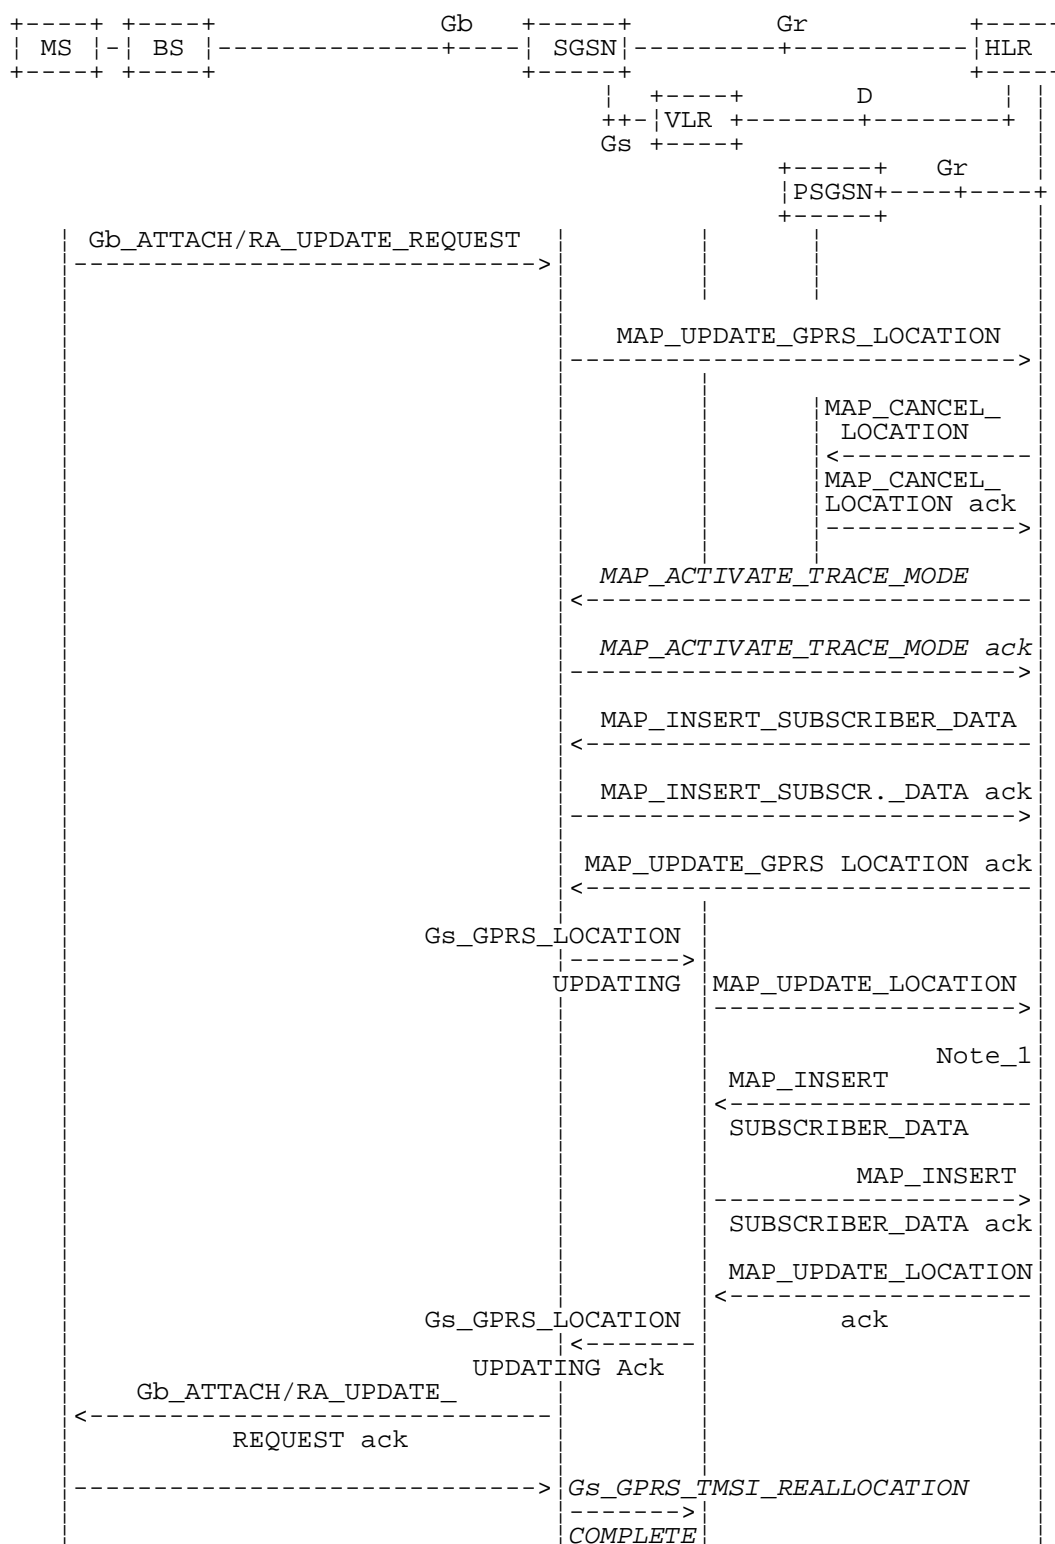 Gb Gr
MS BS SGSN HLR
D
VLR
Gs
Gr
PSGSN
Gb_ATTACH/RA_UPDATE_REQUEST
MAP_UPDATE_GPRS_LOCATION
MAP_CANCEL_
LOCATION
MAP_CANCEL_
LOCATION ack
MAP_ACTIVATE_TRACE_MODE
MAP_ACTIVATE_TRACE_MODE ack
MAP_INSERT_SUBSCRIBER_DATA
MAP_INSERT_SUBSCR._DATA ack
MAP_UPDATE_GPRS LOCATION ack
Gs_GPRS_LOCATION
UPDATING MAP_UPDATE_LOCATION
Note_1
MAP_INSERT
SUBSCRIBER_DATA
MAP_INSERT
SUBSCRIBER_DATA ack
MAP_UPDATE_LOCATION
Gs_GPRS_LOCATION ack
UPDATING Ack
Gb_ATTACH/RA_UPDATE_
REQUEST ack
Gs_GPRS_TMSI_REALLOCATION
COMPLETE